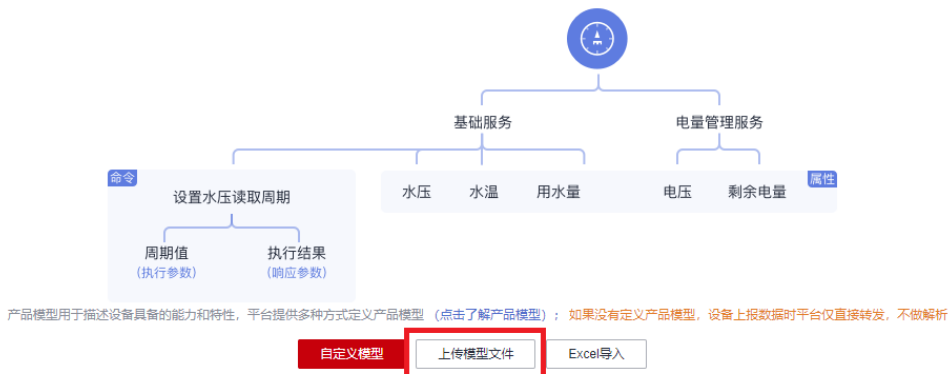 基础服务
电量管理服务
命令
设置水压读取周期
水压
水温
用水量
电压
剩余电量
属性
周期值
(执行参数)
执行结果
(响应参数)
产品模型用于描述设备具备的能力和特性，平台提供多种方式定义产品模型 （点击了解产品模型）； 如果没有定义产品模型，设备上报数据时平台仅直接转发，不做解析
自定义模型
上传模型文件
Excel导入